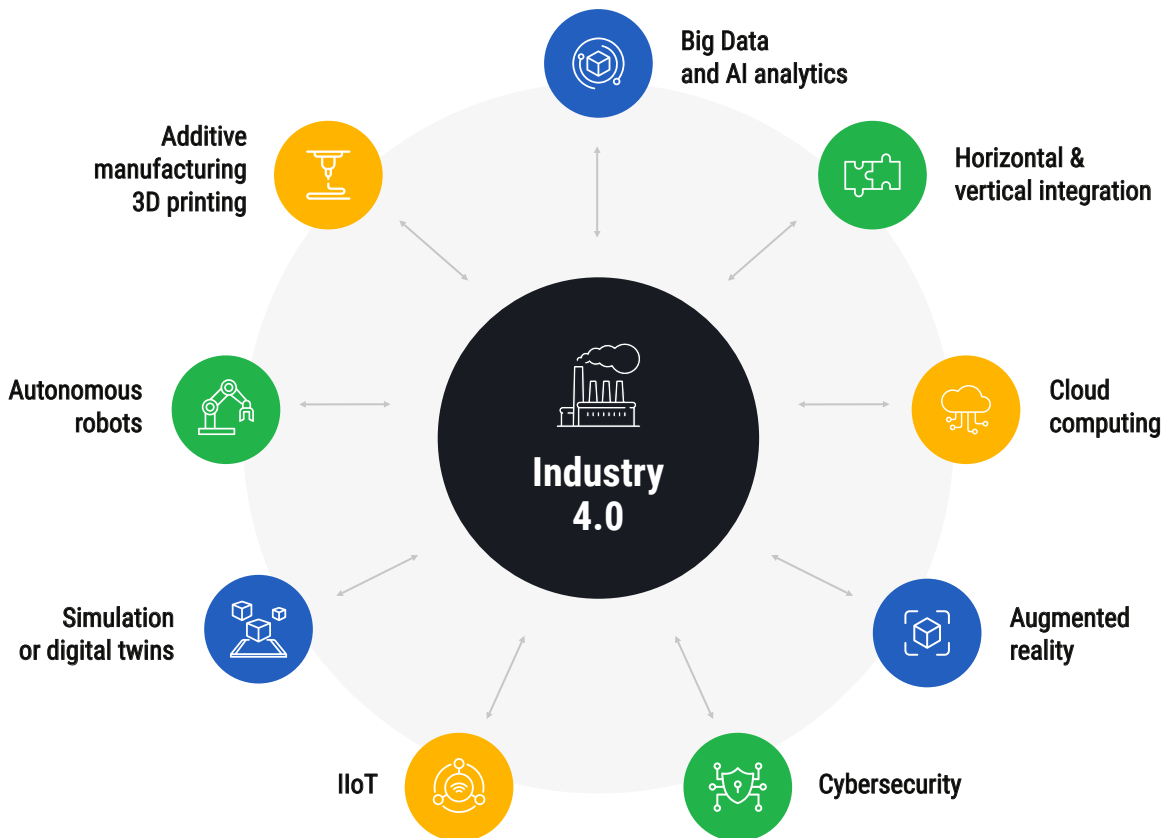 Big Data
and AI analytics
Horizontal &
vertical integration
Cloud
computing
Augmented
reality
Cybersecurity
IIoT
Simulation
or digital twins
Autonomous
robots
Additive
manufacturing
3D printing
Industry
4.0